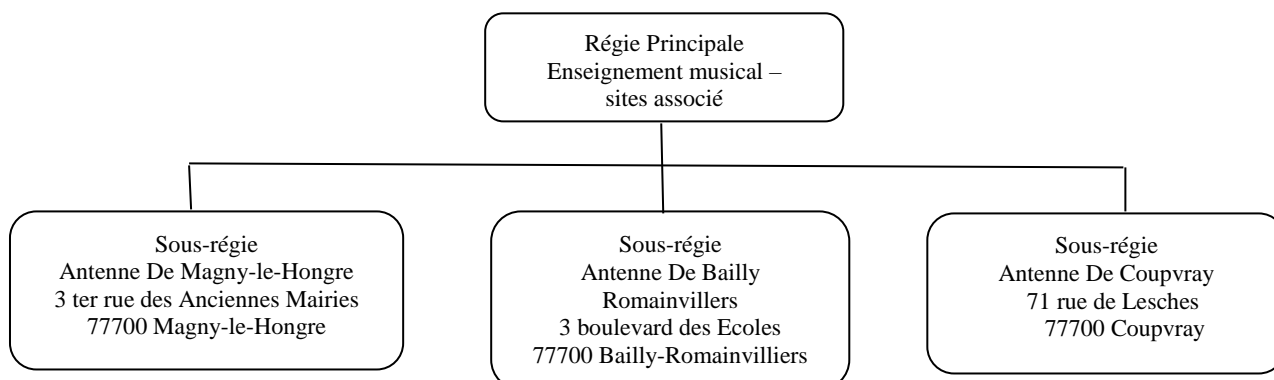 Régie Principale
Enseignement musical –
sites associé
Sous-régie
Antenne De Magny-le-Hongre
3 ter rue des Anciennes Mairies
77700 Magny-le-Hongre
Sous-régie
Antenne De Bailly
Romainvillers
3 boulevard des Ecoles
77700 Bailly-Romainvilliers
Sous-régie
Antenne De Coupvray
71 rue de Lesches
77700 Coupvray